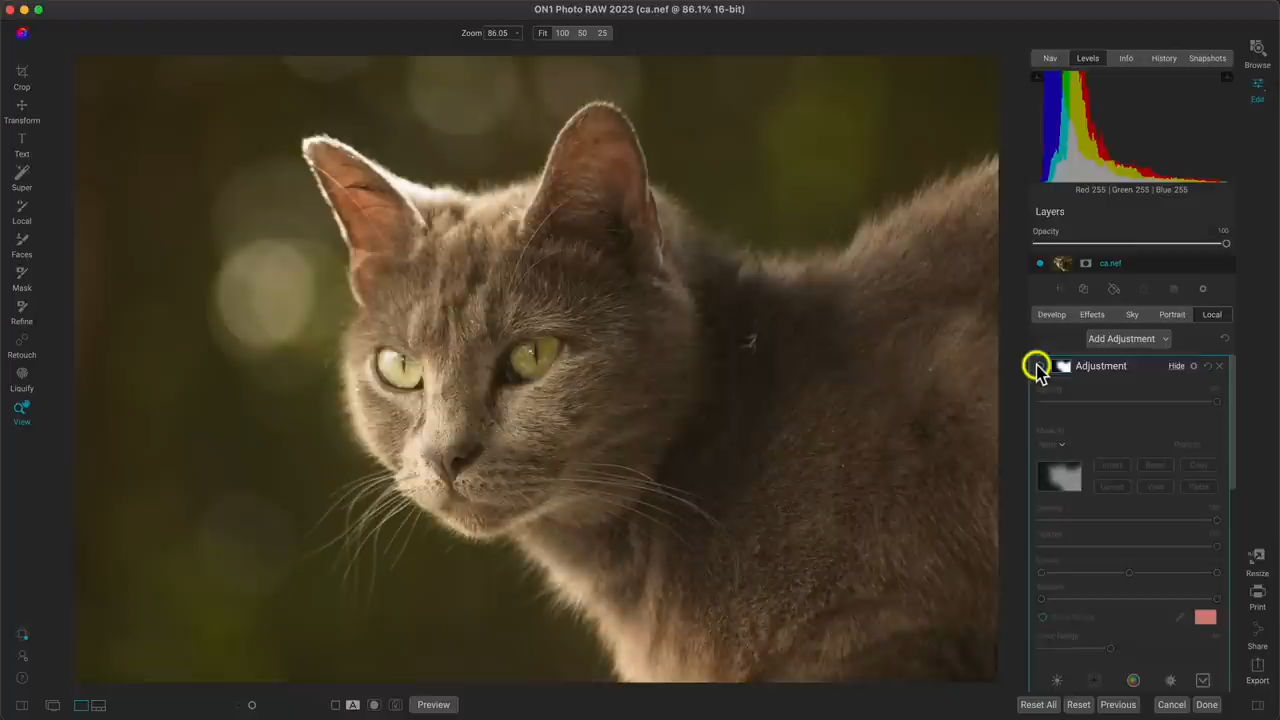 ON1 Photo RAW 2023 (ca.nef @ 86.1% 16-bit)
Zoom 86.05 Fit 100 50 25
Crop
Transform
Text
Super
Local
Faces
Mask
Refine
Retouch
Liquify
View
Nav Levels Info History Snapshots
Browse
Edit
Red 255 | Green 255 | Blue 255
Layers
Opacity 100
ca.nef
Develop Effects Sky Portrait Local
Add Adjustment
Adjustment Hide
Resize
Print
Share
Export
A Preview
Reset All Reset Previous Cancel Done